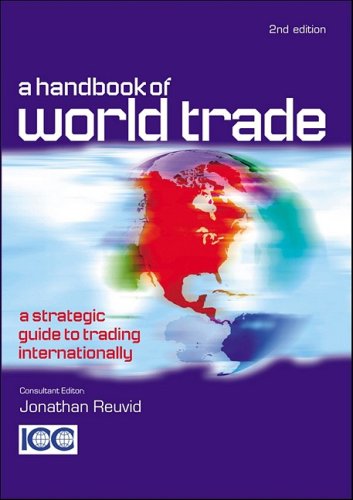 2nd edition
a handbook of
world trade
a strategic
guide to trading
internationally
Consultant Editor:
Jonathan Reuvid
ICC